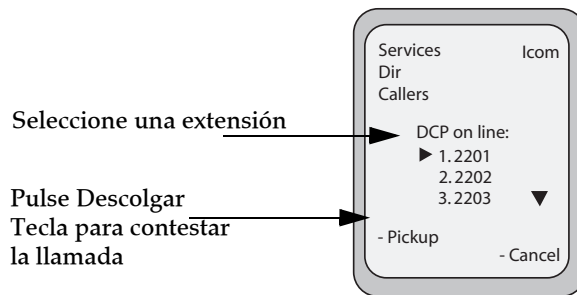 Services
Icom
Dir
Callers
Seleccione una extensión
DCP on line:
1. 2201
2. 2202
3. 2203
Pulse Descolgar
Tecla para contestar
la llamada
- Pickup
- Cancel